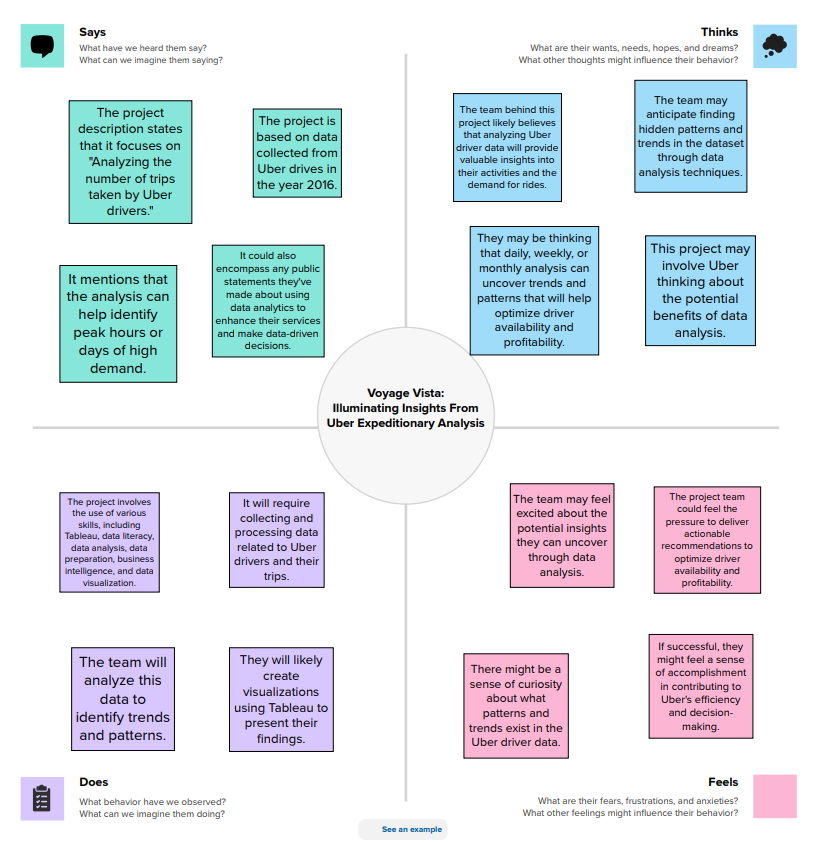 Says
What have we heard them say?
What can we imagine them saying?
Thinks
What are their wants, needs, hopes, and dreams?
What other thoughts might influence their behavior?
The project
description states
that it focuses on
"Analyzing the
number of trips
taken by Uber
drivers."
The project is
based on data
collected from
Uber drives in
the year 2016.
The team behind this
project likely believes
that analyzing Uber
driver data will provide
valuable insights into
their activities and the
demand for rides.
The team may
anticipate finding
hidden patterns and
trends in the dataset
through data
analysis techniques.
It mentions that
the analysis can
help identify
peak hours or
days of high
demand.
It could also
encompass any public
statements they've
made about using
data analytics to
enhance their services
and make data-driven
decisions.
They may be thinking
that daily, weekly, or
monthly analysis can
uncover trends and
patterns that will help
optimize driver
availability and
profitability.
This project may
involve Uber
thinking about
the potential
benefits of data
analysis.
Voyage Vista:
Illuminating Insights From
Uber Expeditionary Analysis
The project involves
the use of various
skills, including
Tableau, data literacy,
data analysis, data
preparation, business
intelligence, and data
visualization.
It will require
collecting and
processing data
related to Uber
drivers and their
trips.
The team may feel
excited about the
potential insights
they can uncover
through data
analysis.
The project team
could feel the
pressure to deliver
actionable
recommendations to
optimize driver
availability and
profitability.
The team will
analyze this
data to
identify trends
and patterns.
They will likely
create
visualizations
using Tableau to
present their
findings.
There might be a
sense of curiosity
about what
patterns and
trends exist in the
Uber driver data.
If successful, they
might feel a sense
of accomplishment
in contributing to
Uber's efficiency
and decision-
making.
Does
What behavior have we observed?
What can we imagine them doing?
Feels
What are their fears, frustrations, and anxieties?
What other feelings might influence their behavior?
See an example